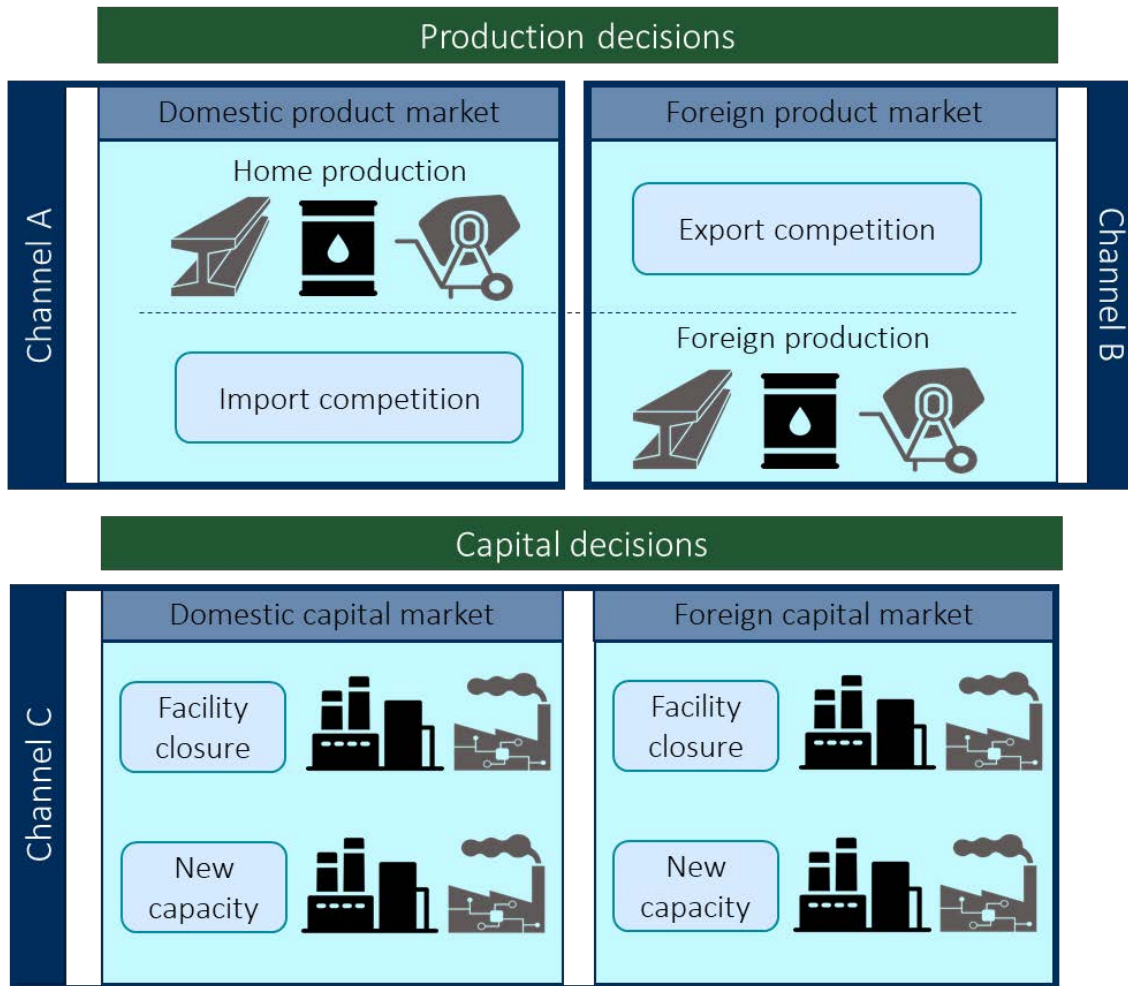 Production decisions
Channel A
Domestic product market
Home production
Import competition
Foreign product market
Export competition
Foreign production
Channel B
Capital decisions
Channel C
Domestic capital market
Facility
closure
New
capacity
Foreign capital market
Facility
closure
New
capacity